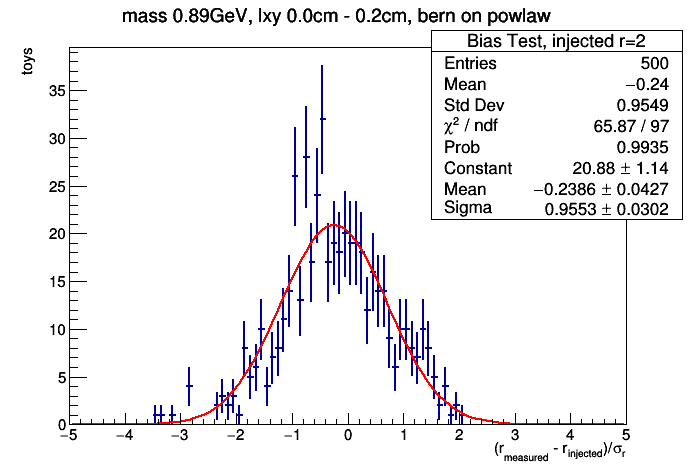 mass 0.89GeV, lxy 0.0cm - 0.2cm, bern on powlaw
toys
Bias Test, injected r=2
Entries 500
Mean −0.24
Std Dev 0.9549
χ² / ndf 65.87 / 97
Prob 0.9935
Constant 20.88 ± 1.14
Mean −0.2386 ± 0.0427
Sigma 0.9553 ± 0.0302
35
30
25
20
15
10
5
0
−5 −4 −3 −2 −1 0 1 2 3 4 5
(r_measured - r_injected)/σ_r